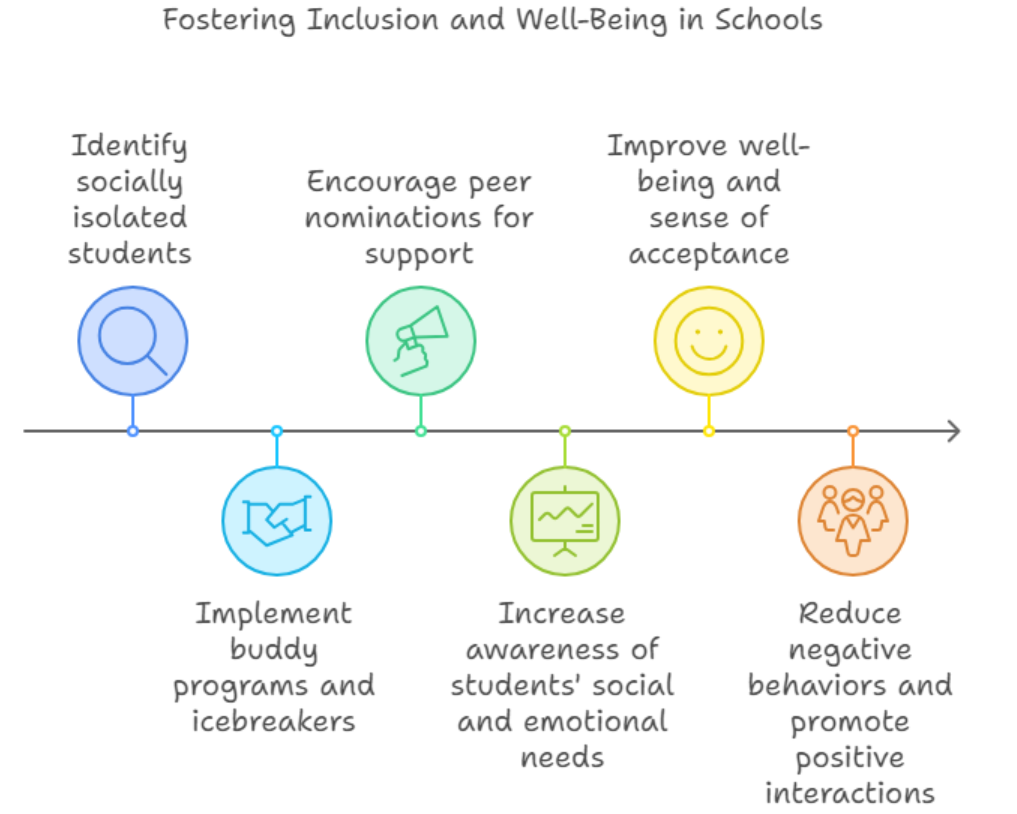 Fostering Inclusion and Well-Being in Schools
Identify
socially
isolated
students
Implement
buddy
programs and
icebreakers
Encourage peer
nominations for
support
Increase
awareness of
students' social
and emotional
needs
Improve well-
being and
sense of
acceptance
Reduce
negative
behaviors and
promote
positive
interactions